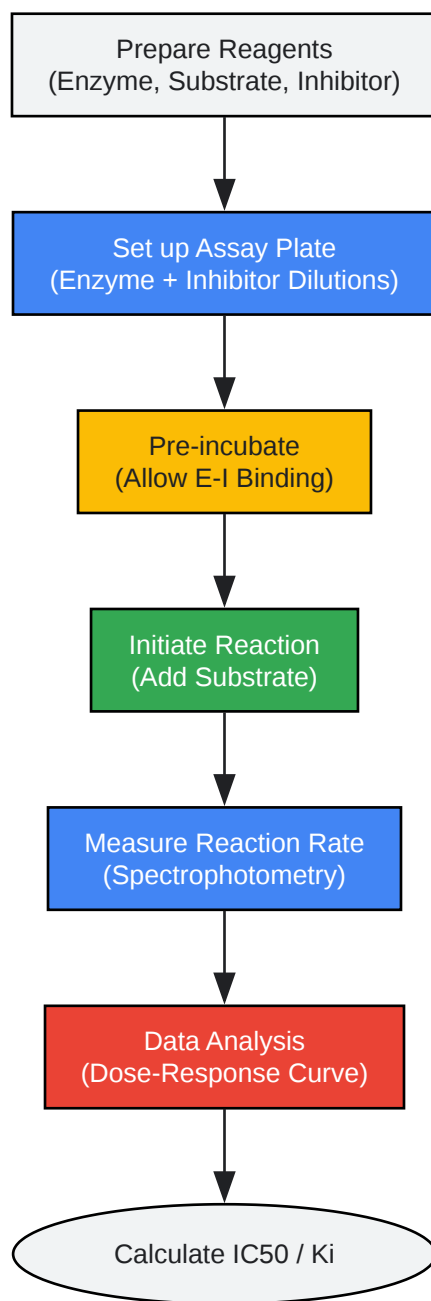 Prepare Reagents
(Enzyme, Substrate, Inhibitor)
Set up Assay Plate
(Enzyme + Inhibitor Dilutions)
Pre-incubate
(Allow E-I Binding)
Initiate Reaction
(Add Substrate)
Measure Reaction Rate
(Spectrophotometry)
Data Analysis
(Dose-Response Curve)
Calculate IC50 / Ki